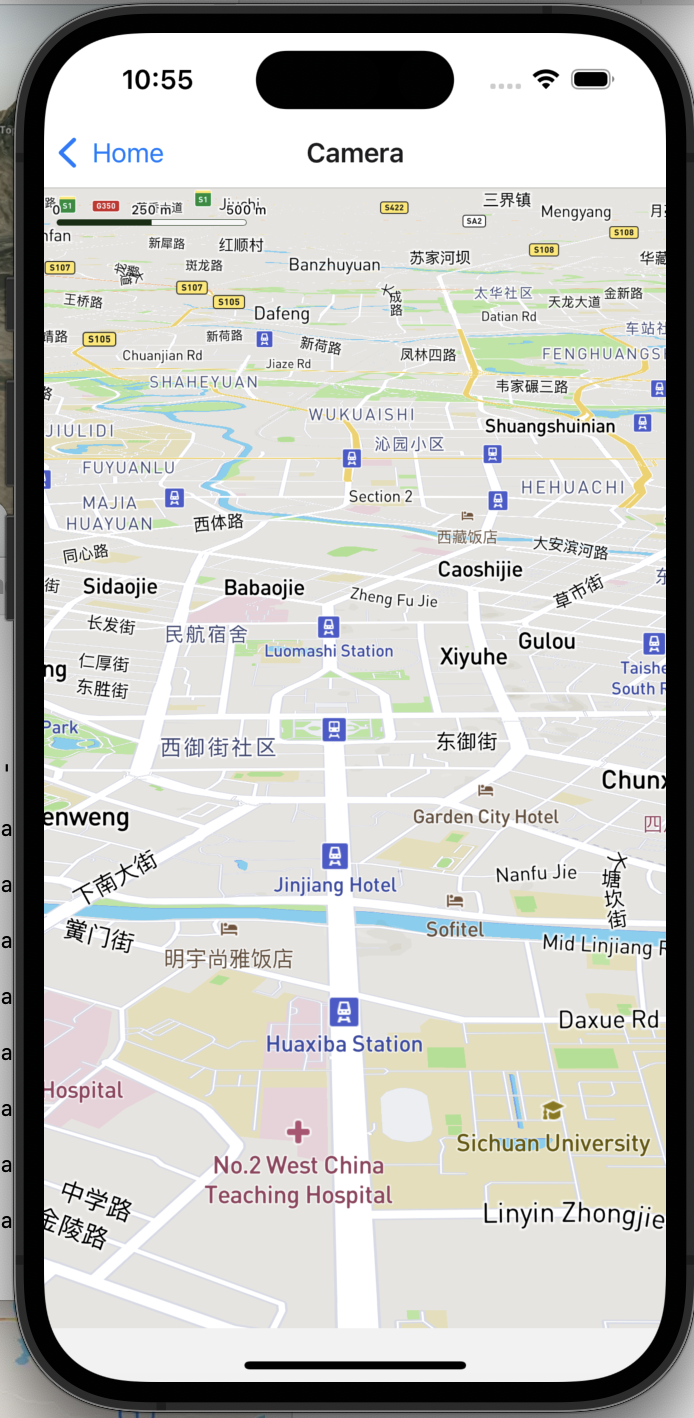 10:55
Home
Camera
0
250 m
500 m
S1
G350
S1
S422
三界镇
SA2
Mengyang
S108
新犀路
红顺村
S107
斑龙路
Banzhuyuan
苏家河坝
S108
王桥路
S107
S105
大成路
太华社区
天龙大道
金新路
Dafeng
Datian Rd
S105
新荷路
新荷路
车站社
Chuanjian Rd
Jiaze Rd
凤林四路
FENGHUANGS
SHAHEYUAN
韦家碾三路
JIULIDI
WUKUAISHI
Shuangshuinian
沁园小区
FUYUANLU
Section 2
HEHUACHI
MAJIA
HUAYUAN
西体路
西藏饭店
同心路
大安滨河路
街
Sidaojie
Babaojie
Caoshijie
Zheng Fu Jie
草市街
长发街
民航宿舍
Luomashi Station
Gulou
ng
仁厚街
Xiyuhe
Taishe
东胜街
South R
Park
西御街社区
东御街
Chunx
enweng
Garden City Hotel
下南大街
Jinjiang Hotel
Nanfu Jie
大塘坎街
黉门街
Sofitel
明宇尚雅饭店
Mid Linjiang R
Daxue Rd
Huaxiba Station
Hospital
Sichuan University
No.2 West China
Teaching Hospital
中学路
金陵路
Linyin Zhongjie